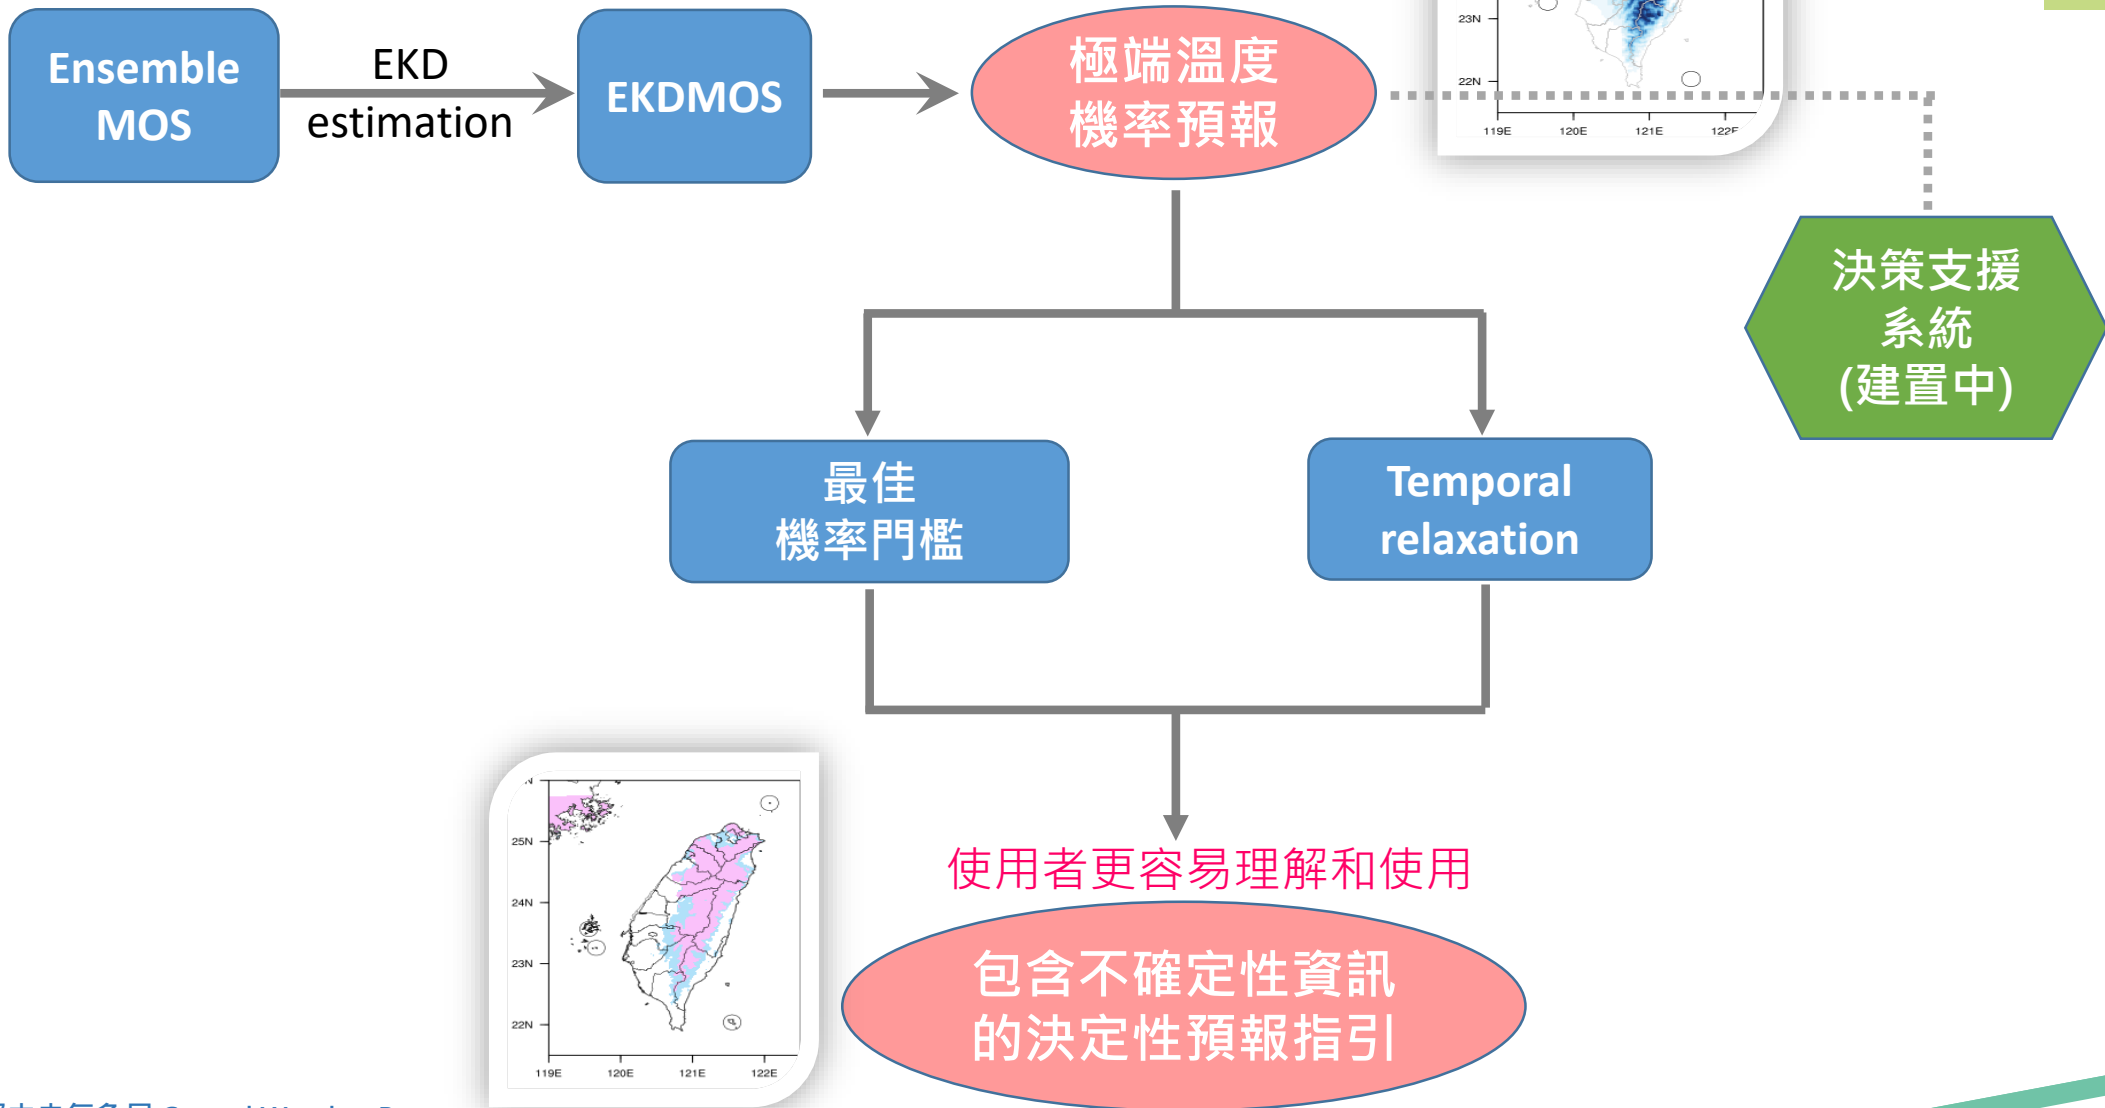 Ensemble
MOS
EKD
estimation
EKDMOS
極端溫度
機率預報
23N
22N
119E
120E
121E
決策支援
系統
(建置中)
最佳
機率門檻
Temporal
relaxation
25N
24N
23N
22N
119E
120E
121E
122E
使用者更容易理解和使用
包含不確定性資訊
的決定性預報指引